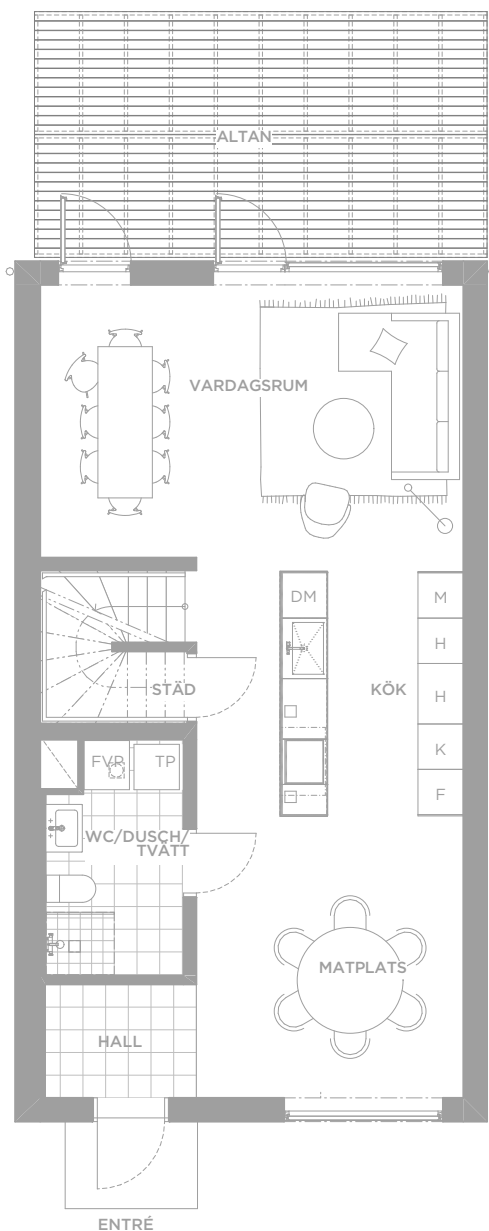 ALTAN
VARDAGSRUM
DM
M
H
STÄD
KÖK
H
K
FVP
TP
F
WC/DUSCH/
TVÄTT
MATPLATS
HALL
ENTRÉ